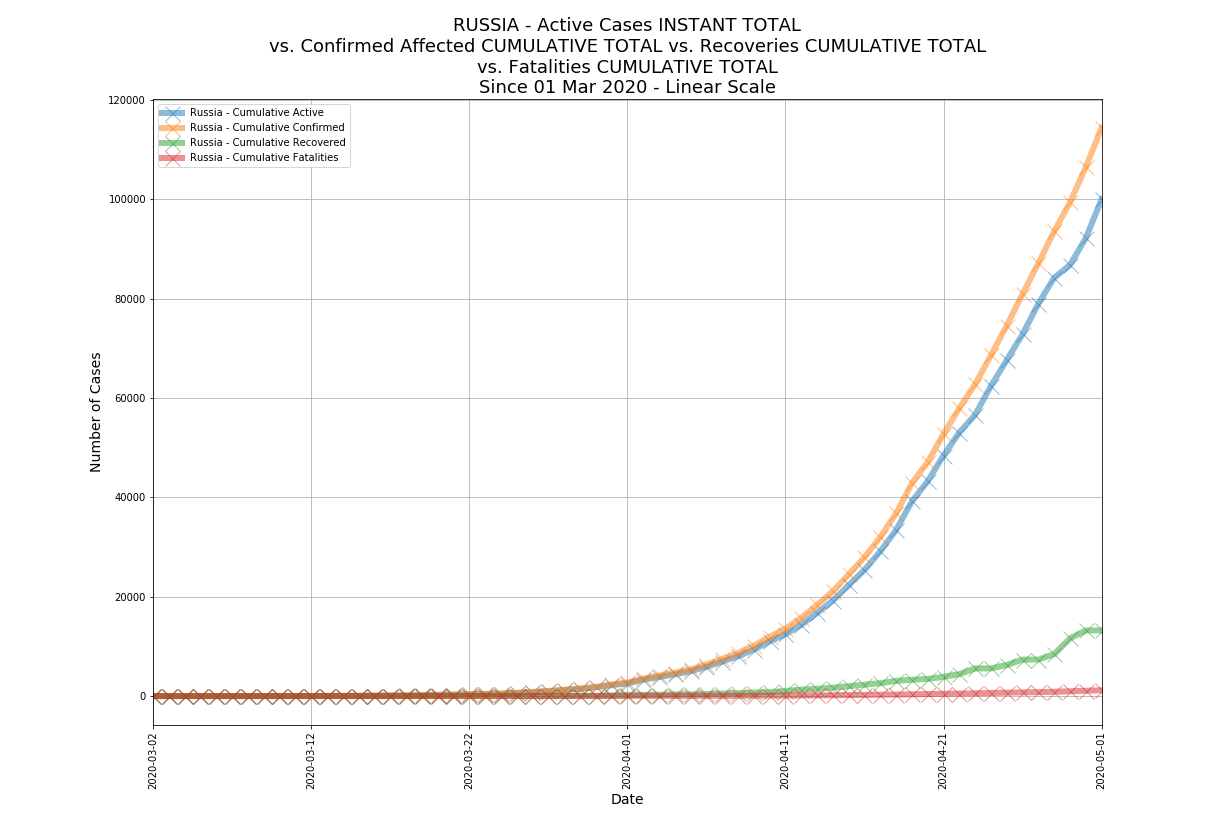 RUSSIA - Active Cases INSTANT TOTAL
vs. Confirmed Affected CUMULATIVE TOTAL vs. Recoveries CUMULATIVE TOTAL
vs. Fatalities CUMULATIVE TOTAL
Since 01 Mar 2020 - Linear Scale
Russia - Cumulative Active
Russia - Cumulative Confirmed
Russia - Cumulative Recovered
Russia - Cumulative Fatalities
120000
100000
80000
60000
40000
20000
0
Number of Cases
2020-03-02
2020-03-12
2020-03-22
2020-04-01
2020-04-11
2020-04-21
2020-05-01
Date